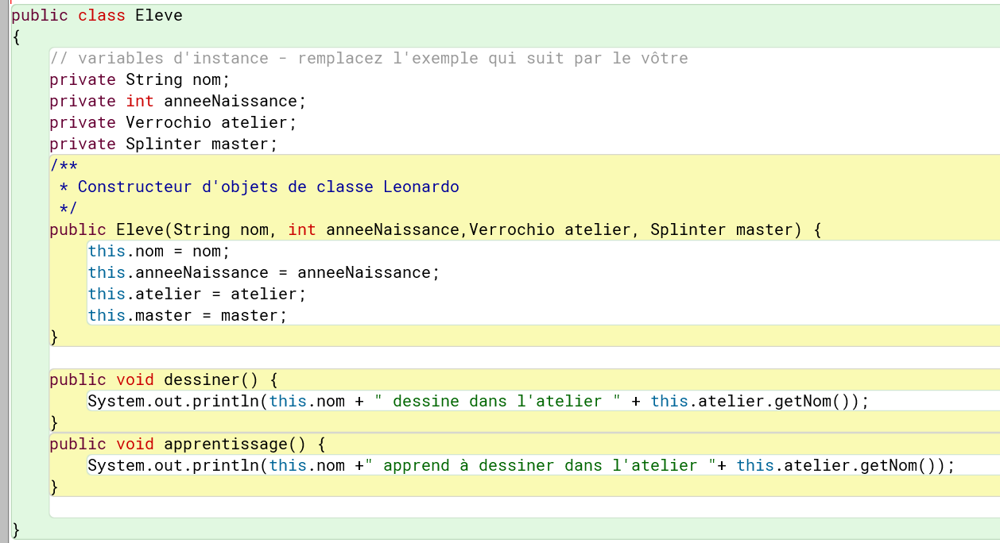 public class Eleve
{
// variables d'instance - remplacez l'exemple qui suit par le vôtre
private String nom;
private int anneeNaissance;
private Verrochio atelier;
private Splinter master;
/**
* Constructeur d'objets de classe Leonardo
*/
public Eleve(String nom, int anneeNaissance,Verrochio atelier, Splinter master) {
this.nom = nom;
this.anneeNaissance = anneeNaissance;
this.atelier = atelier;
this.master = master;
}
public void dessiner() {
System.out.println(this.nom + " dessine dans l'atelier " + this.atelier.getNom());
}
public void apprentissage() {
System.out.println(this.nom +" apprend à dessiner dans l'atelier "+ this.atelier.getNom());
}
}